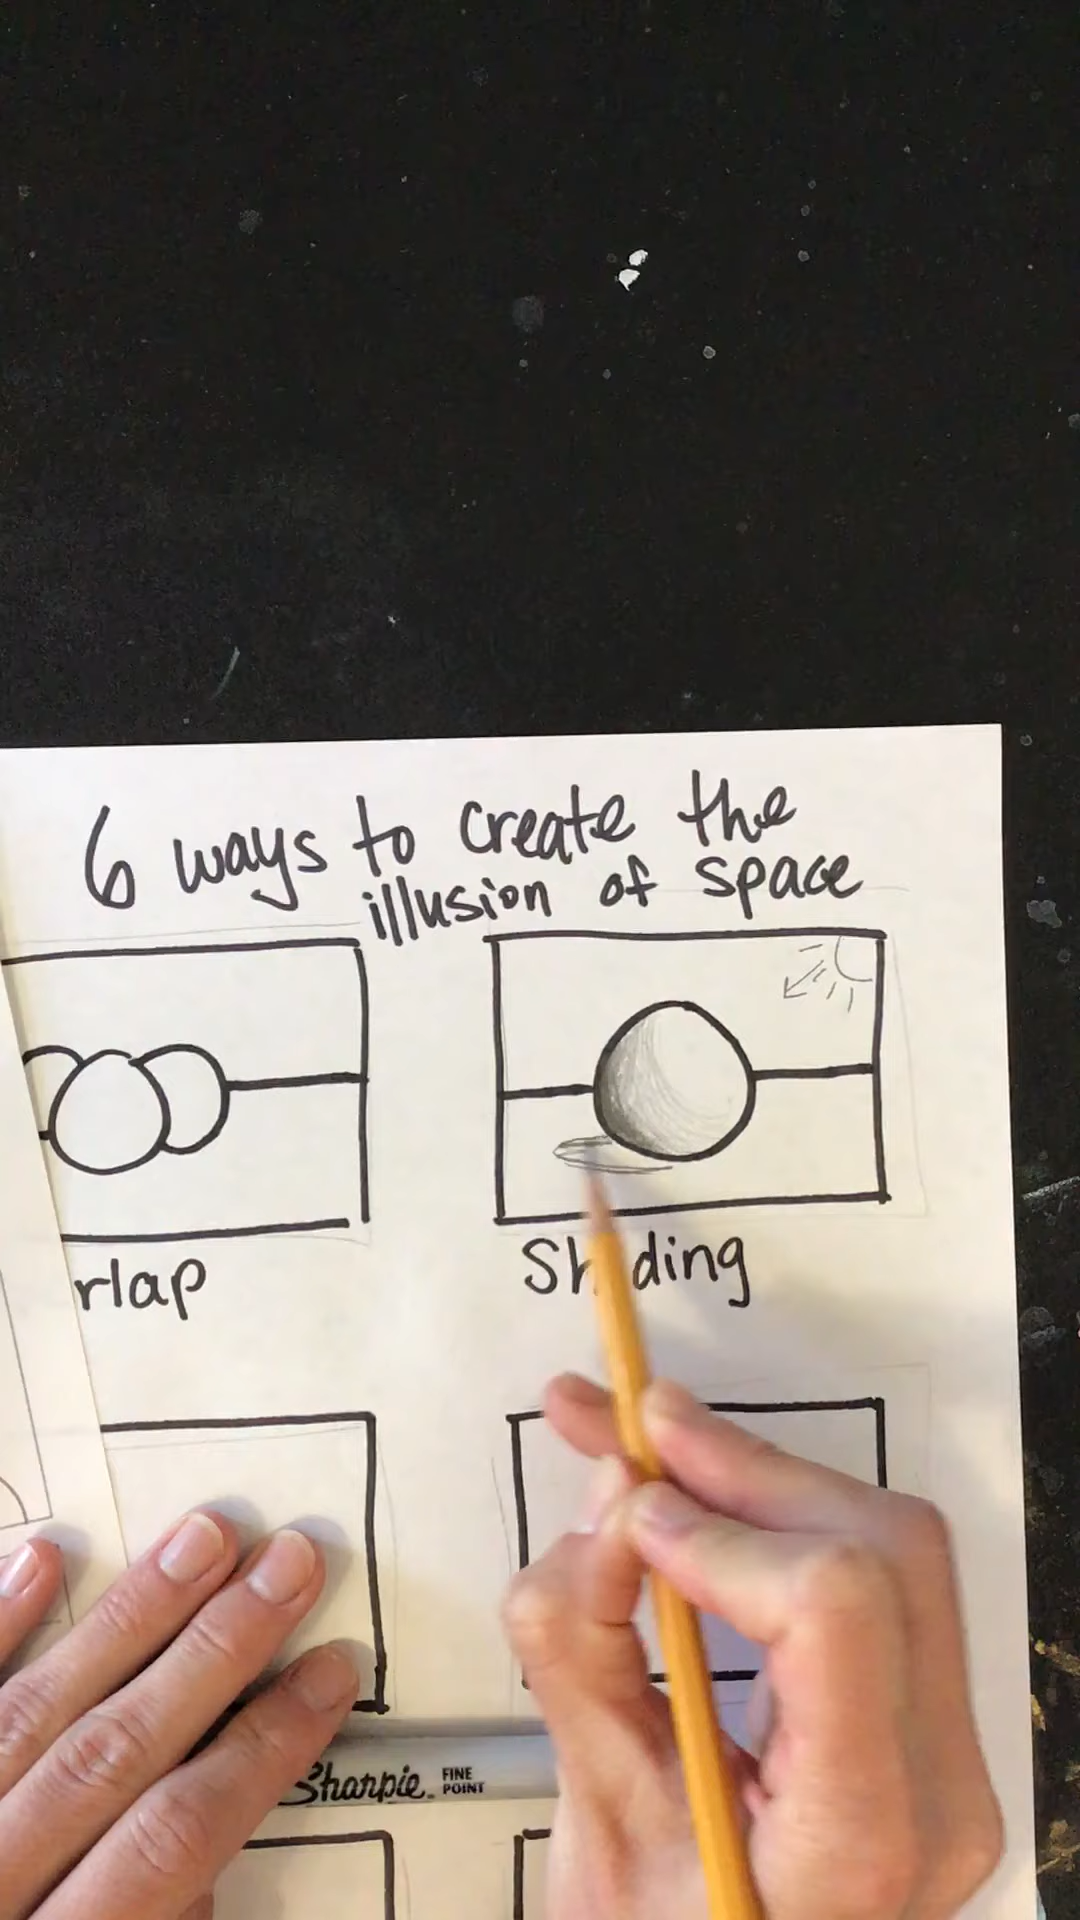 6 ways to create the
illusion of space
rlap
Sh ding
Sharpie. FINE
POINT